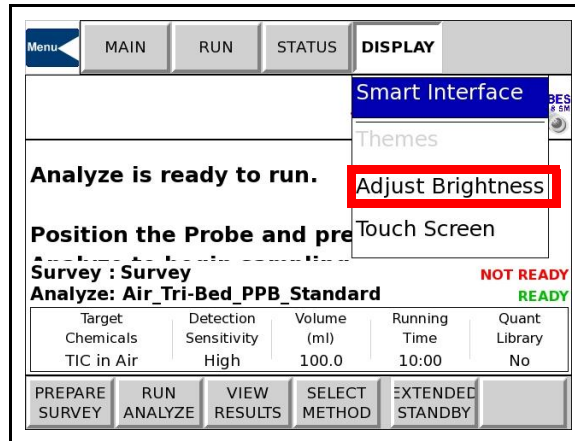 Menu MAIN RUN STATUS DISPLAY
Smart Interface
BES
& SM
Themes
Analyze is ready to run.
Adjust Brightness
Position the Probe and pre
Touch Screen
Survey : Survey NOT READY
Analyze: Air_Tri-Bed_PPB_Standard READY
Target Detection Volume Running Quant
Chemicals Sensitivity (ml) Time Library
TIC in Air High 100.0 10:00 No
PREPARE RUN VIEW SELECT EXTENDED
SURVEY ANALYZE RESULTS METHOD STANDBY